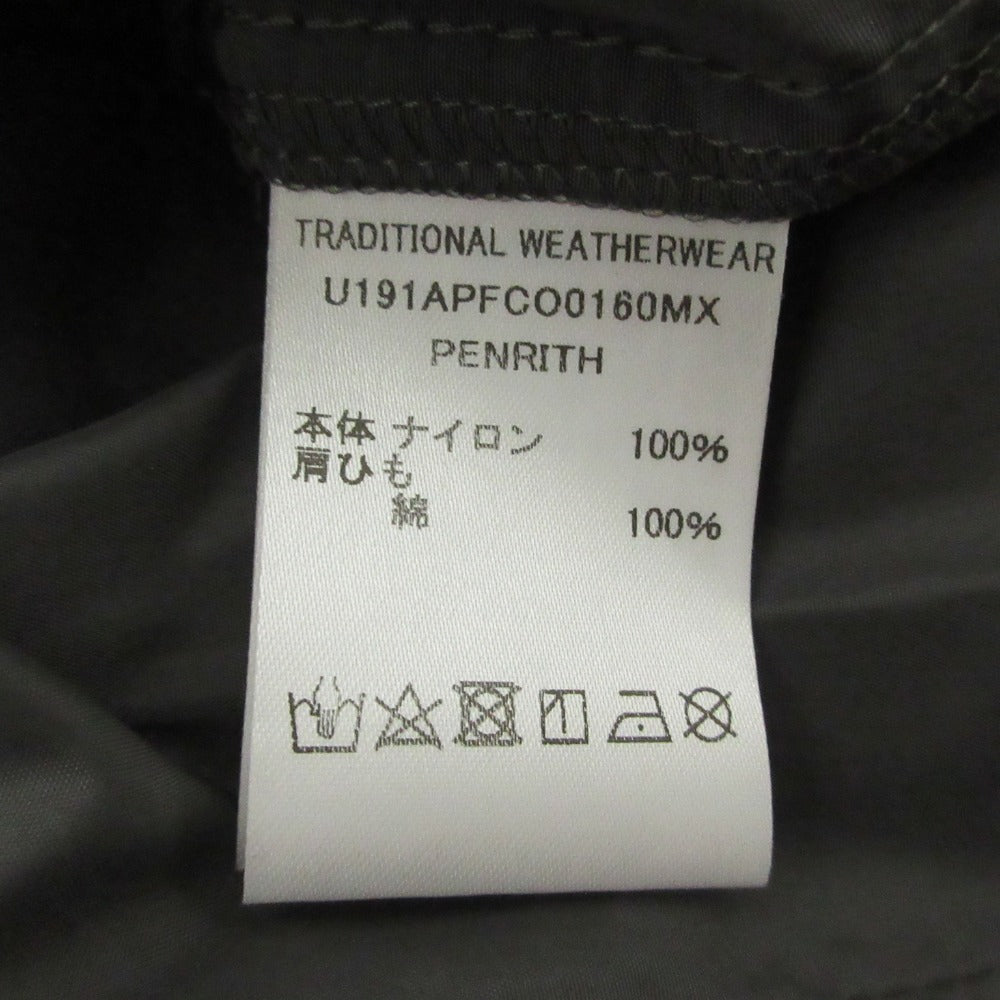 TRADITIONAL WEATHERWEAR
U191APFCO0160MX
PENRITH
本体 ナイロン 100%
肩ひも
綿 100%